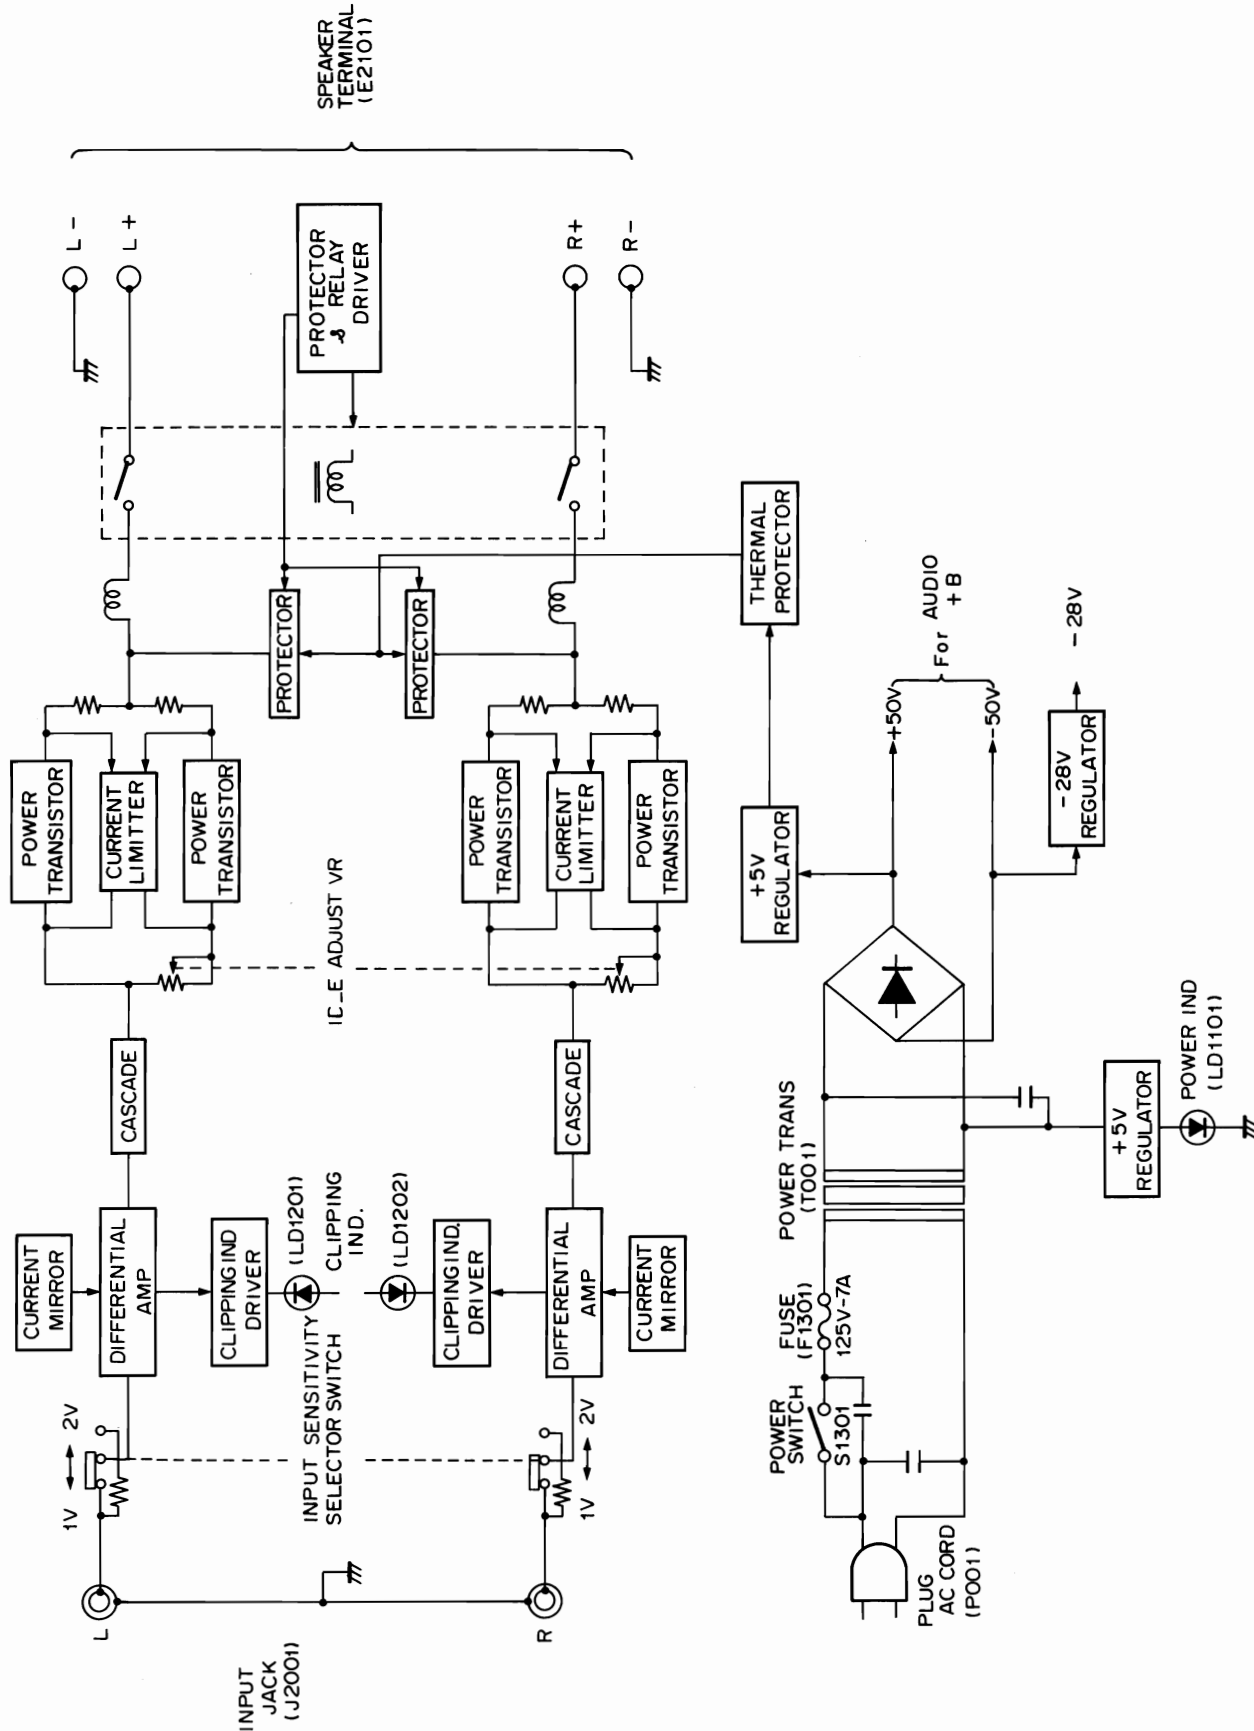 INPUT
JACK
(J2001)
L
R
1V
2V
1V
2V
INPUT SENSITIVITY
SELECTOR SWITCH
CURRENT
MIRROR
DIFFERENTIAL
AMP
CLIPPING IND
DRIVER
(LD1201)
CLIPPING
IND.
(LD1202)
CLIPPING IND.
DRIVER
DIFFERENTIAL
AMP
CURRENT
MIRROR
CASCADE
CASCADE
IC_E ADJUST VR
POWER
TRANSISTOR
CURRENT
LIMITTER
POWER
TRANSISTOR
POWER
TRANSISTOR
CURRENT
LIMITTER
POWER
TRANSISTOR
PROTECTOR
PROTECTOR
PROTECTOR
& RELAY
DRIVER
L -
L +
R+
R -
SPEAKER
TERMINAL
(E2101)
PLUG
AC CORD
(P001)
POWER
SWITCH
S1301
FUSE
(F1301)
125V-7A
POWER TRANS
(T001)
+5V
REGULATOR
POWER IND
(LD1101)
+5V
REGULATOR
THERMAL
PROTECTOR
+50V
-50V
For AUDIO
+B
-28V
REGULATOR
-28V